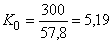 K₀ = 300/57,8 = 5,19